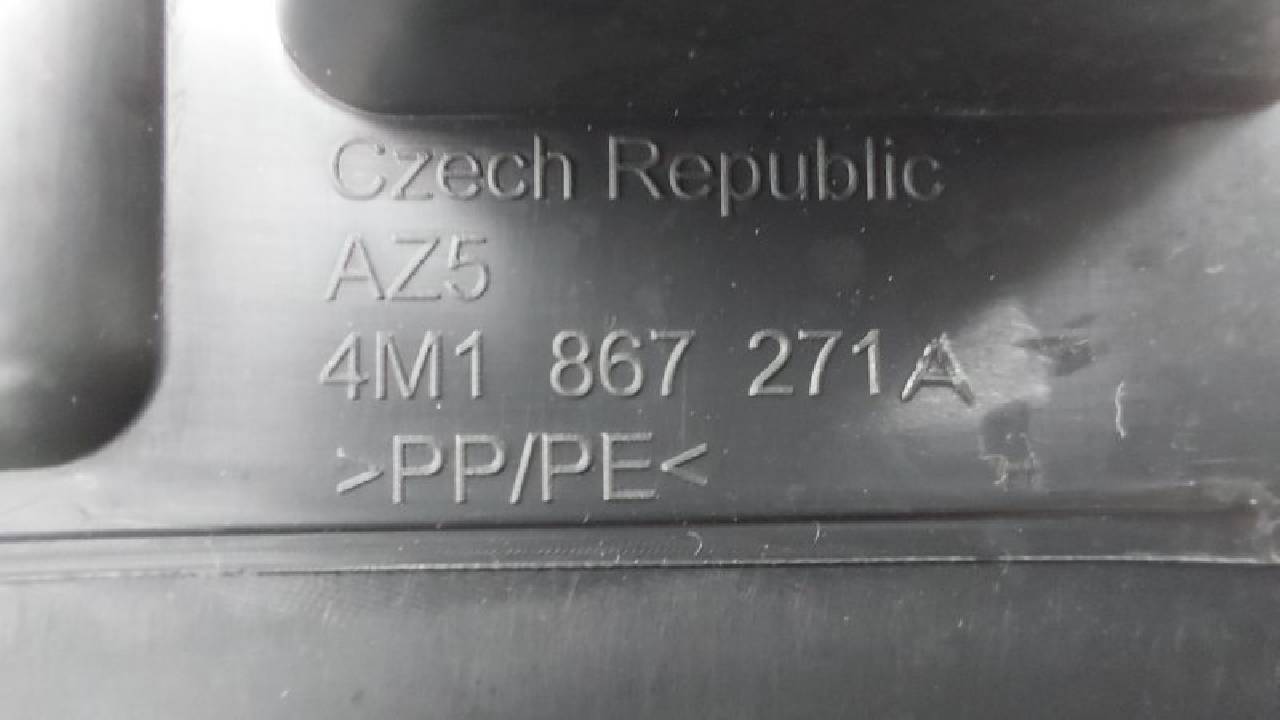 Czech Republic
AZ5
4M1 867 271A
>PP/PE<